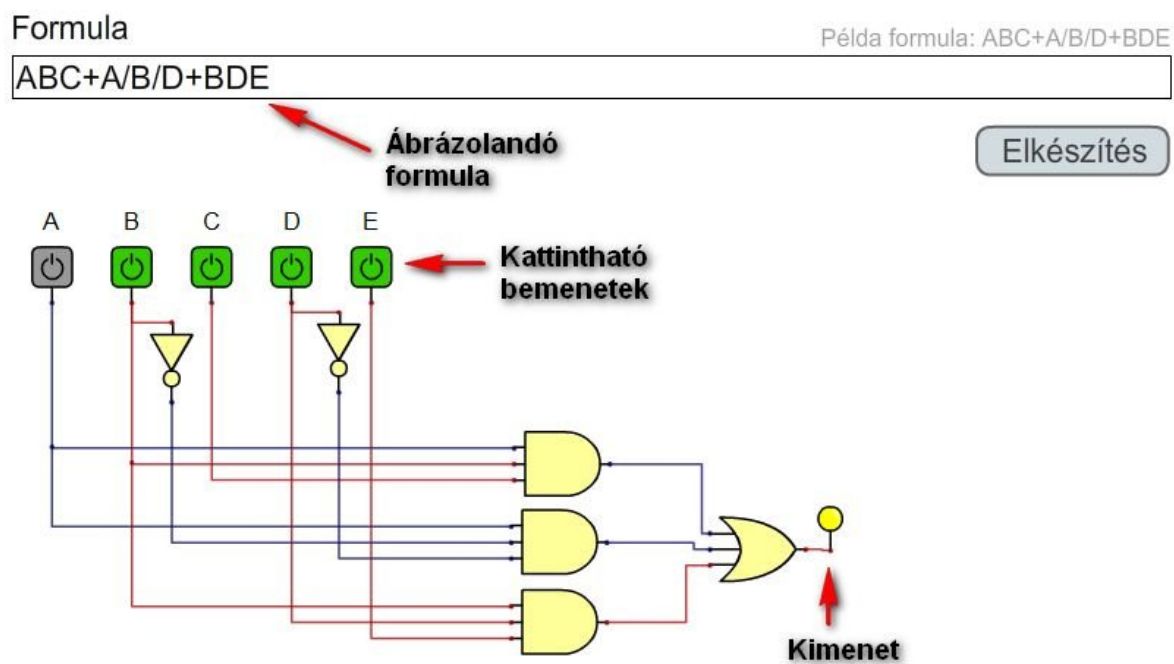 Formula
Példa formula: ABC+A/B/D+BDE
ABC+A/B/D+BDE
Ábrázolandó
formula
Elkészítés
A B C D E
Kattintható
bemenetek
Kimenet